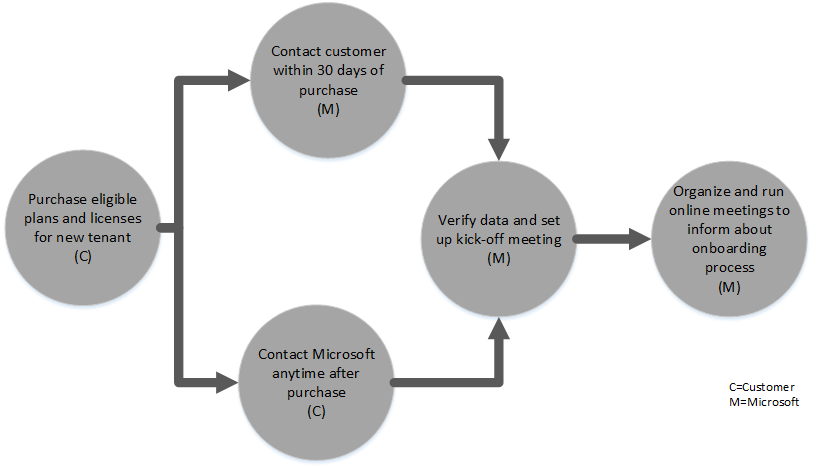 Contact customer
within 30 days of
purchase
(M)
Purchase eligible
plans and licenses
for new tenant
(C)
Verify data and set
up kick-off meeting
(M)
Organize and run
online meetings to
inform about
onboarding
process
(M)
Contact Microsoft
anytime after
purchase
(C)
C=Customer
M=Microsoft